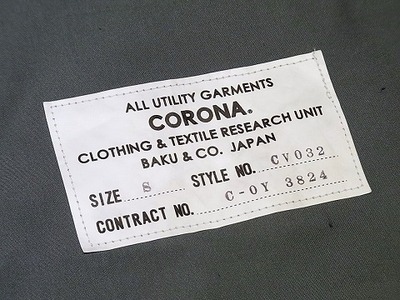 ALL UTILITY GARMENTS
CORONA.
CLOTHING & TEXTILE RESEARCH UNIT
BAKU & CO. JAPAN
SIZE S STYLE NO. CV032
CONTRACT NO. C-OY 3824